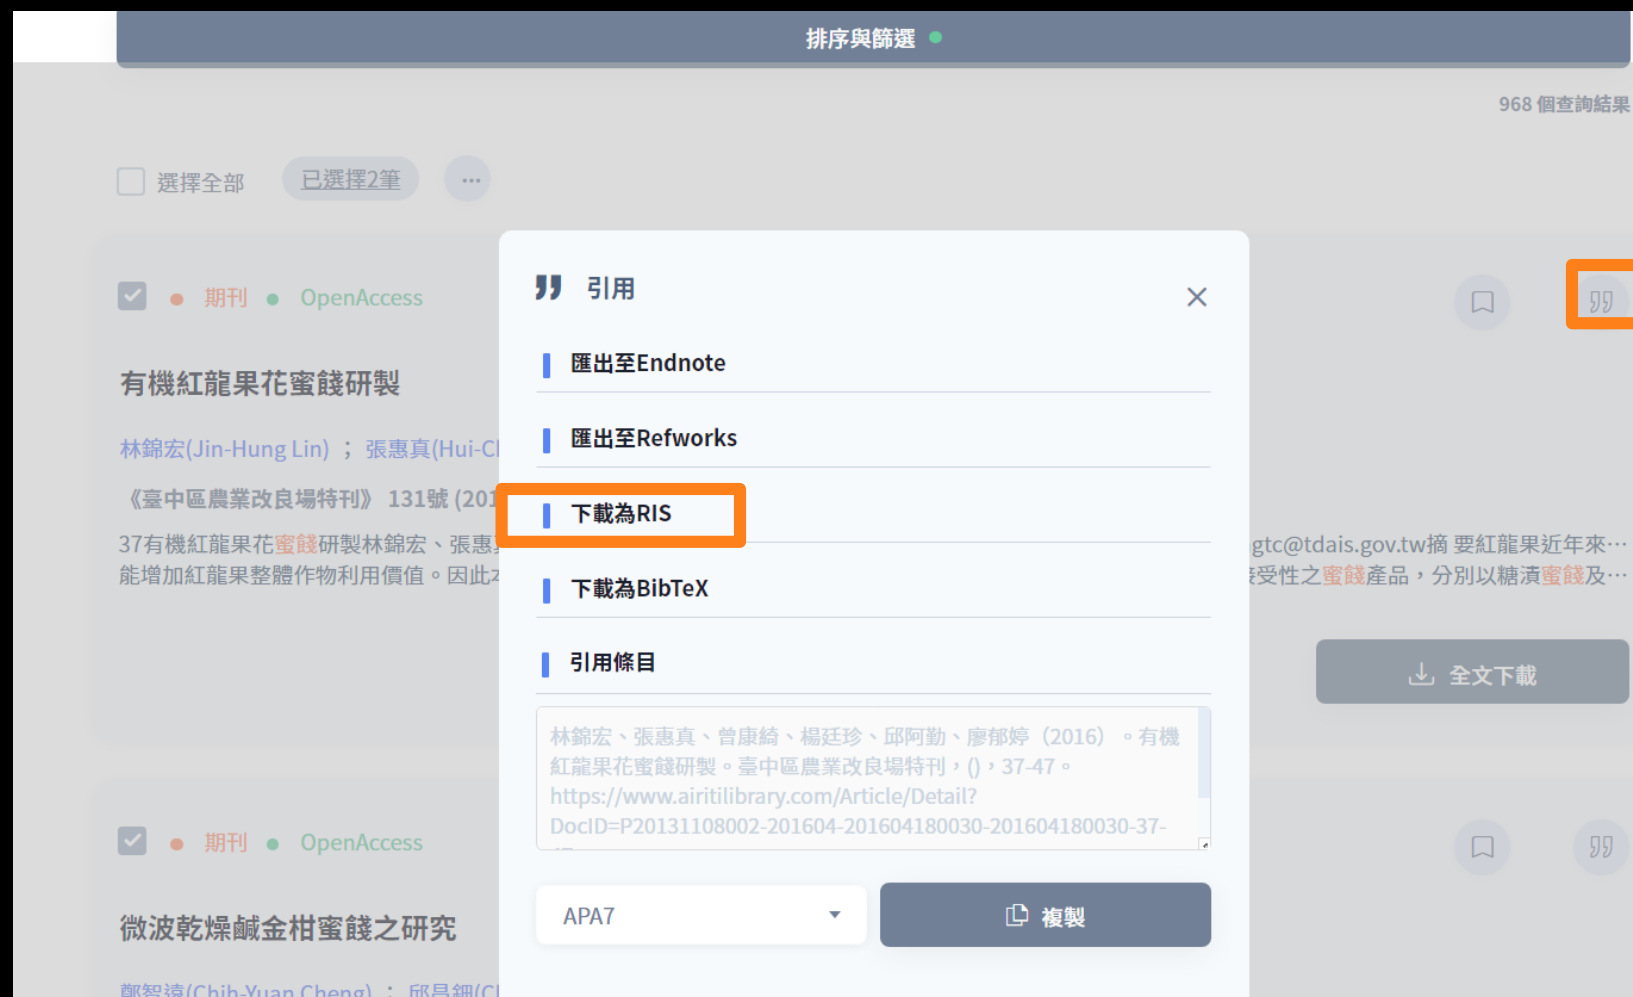 排序與篩選
968 個查詢結果
選擇全部
已選擇2筆
...
期刊
OpenAccess
有機紅龍果花蜜餞研製
林錦宏(Jin-Hung Lin) ； 張惠真(Hui-Ch
《臺中區農業改良場特刊》 131號 (201
37有機紅龍果花蜜餞研製林錦宏、張惠
gtc@tdais.gov.tw摘 要紅龍果近年來…
能增加紅龍果整體作物利用價值。因此
受性之蜜餞產品，分別以糖漬蜜餞及…
全文下載
引用
匯出至Endnote
匯出至Refworks
下載為RIS
下載為BibTeX
引用條目
林錦宏、張惠真、曾康綺、楊廷珍、邱阿勤、廖郁婷（2016）。有機
紅龍果花蜜餞研製。臺中區農業改良場特刊，()，37-47。
https://www.airitilibrary.com/Article/Detail?
DocID=P20131108002-201604-201604180030-201604180030-37-
APA7
複製
期刊
OpenAccess
微波乾燥鹹金柑蜜餞之研究
鄭智遠(Chih-Yuan Cheng) ； 邱昌鈿(Cl